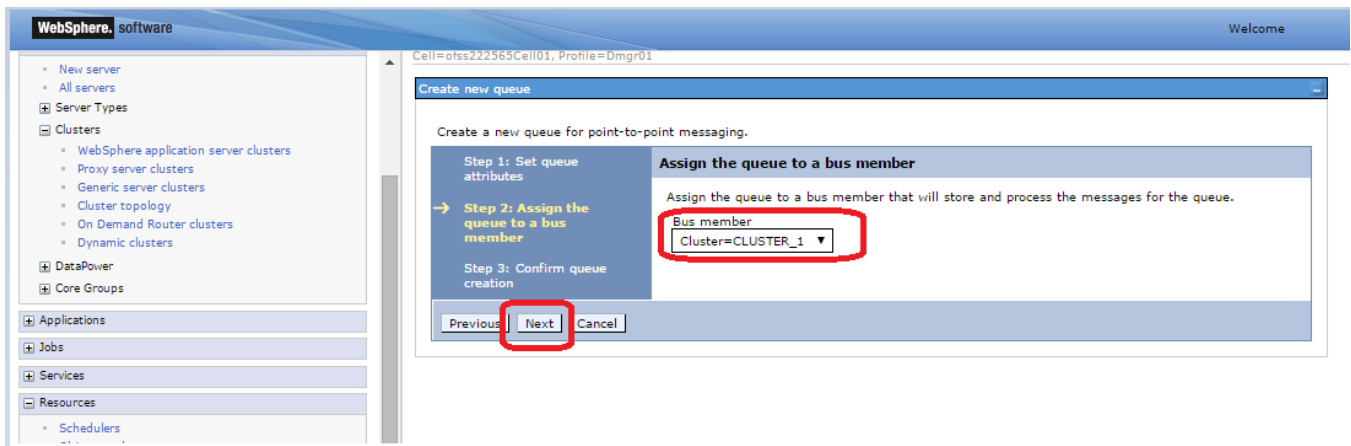 WebSphere. software
Welcome
Cell=otss222565Cell01, Profile=Dmgr01
New server
All servers
Server Types
Clusters
WebSphere application server clusters
Proxy server clusters
Generic server clusters
Cluster topology
On Demand Router clusters
Dynamic clusters
DataPower
Core Groups
Applications
Jobs
Services
Resources
Schedulers
Create new queue
Create a new queue for point-to-point messaging.
Step 1: Set queue
attributes
Step 2: Assign the
queue to a bus
member
Step 3: Confirm queue
creation
Assign the queue to a bus member
Assign the queue to a bus member that will store and process the messages for the queue.
Bus member
Cluster=CLUSTER_1
Previous Next Cancel